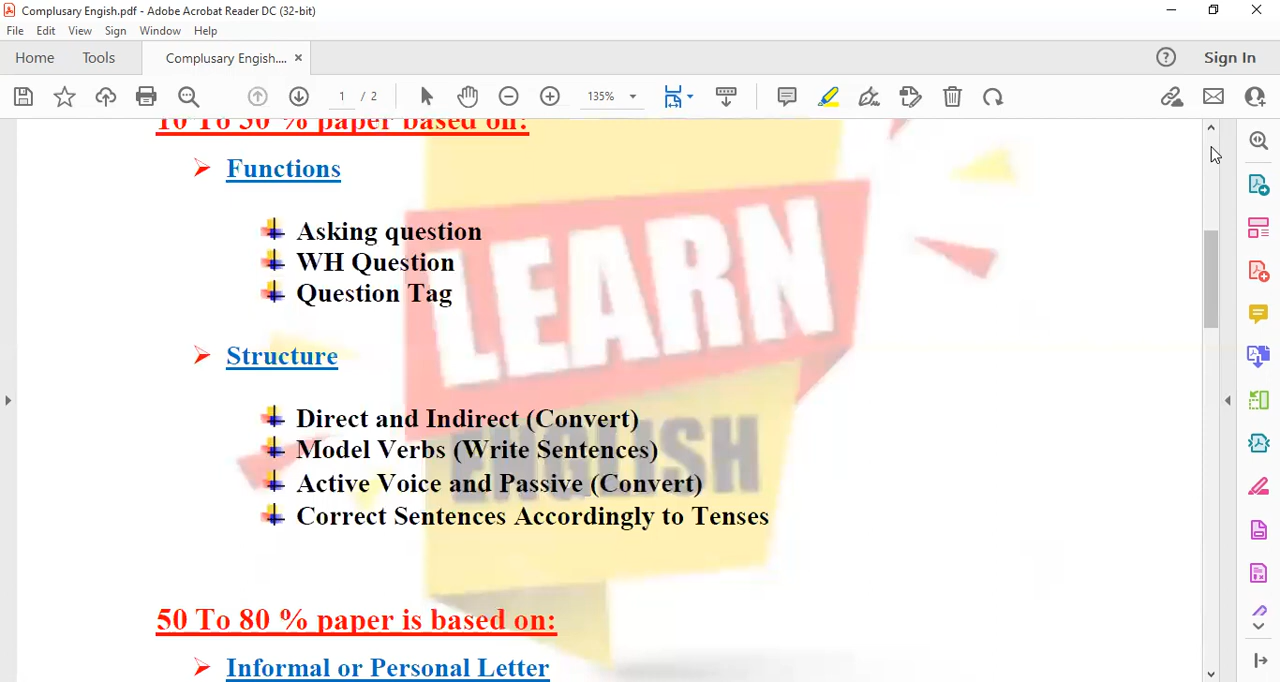 Complusary Engish.pdf - Adobe Acrobat Reader DC (32-bit)
File Edit View Sign Window Help
Home Tools Complusary Engish.... × Sign In
1 / 2 135%
10 To 50 % paper based on:
Functions
Asking question
WH Question
Question Tag
Structure
Direct and Indirect (Convert)
Model Verbs (Write Sentences)
Active Voice and Passive (Convert)
Correct Sentences Accordingly to Tenses
50 To 80 % paper is based on:
Informal or Personal Letter
LEARN
ENGLISH